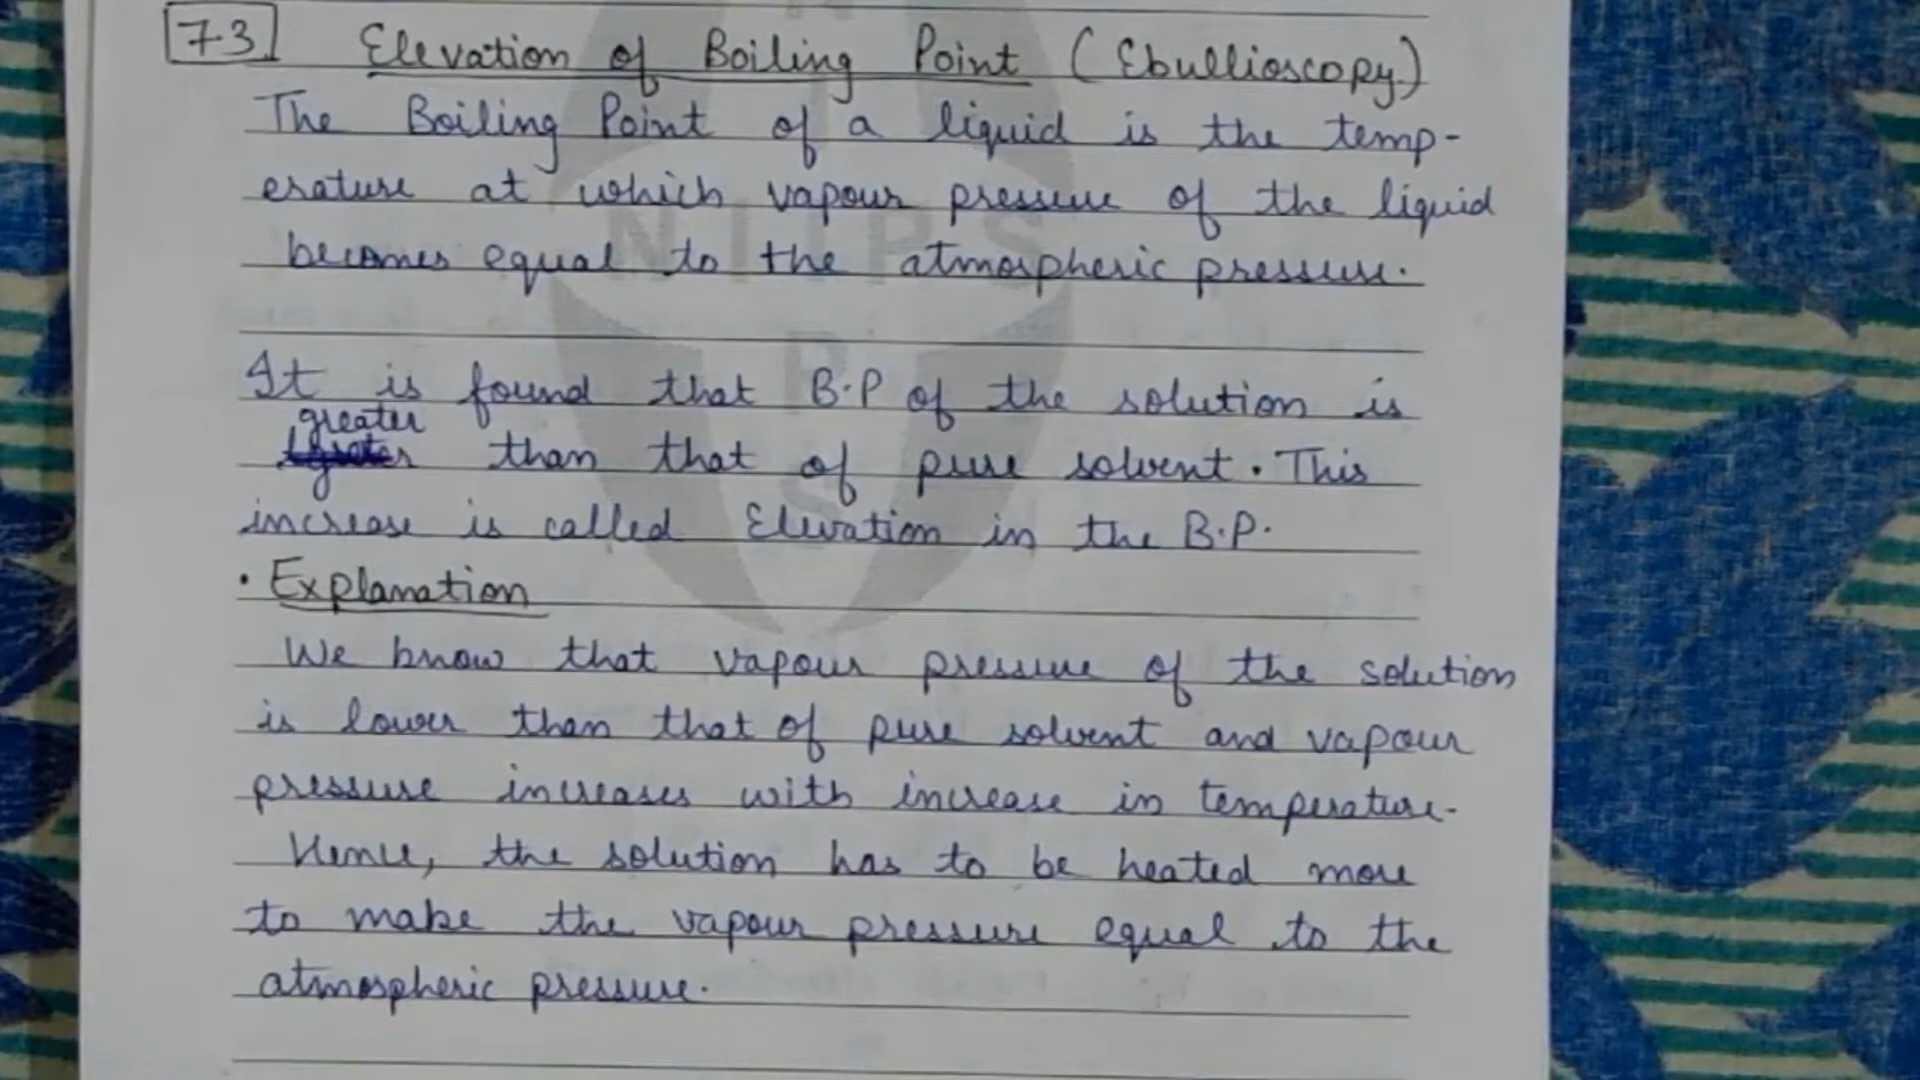 7.3 Elevation of Boiling Point (Ebullioscopy)
The Boiling Point of a liquid is the temp-
erature at which vapour pressure of the liquid
becomes equal to the atmospheric pressure.
NIIPS
It is found that B.P of the solution is
greater
than that of pure solvent. This
increase is called Elevation in the B.P.
• Explanation
We know that vapour pressure of the solution
is lower than that of pure solvent and vapour
pressure increases with increase in temperature.
Hence, the solution has to be heated more
to make the vapour pressure equal to the
atmospheric pressure.